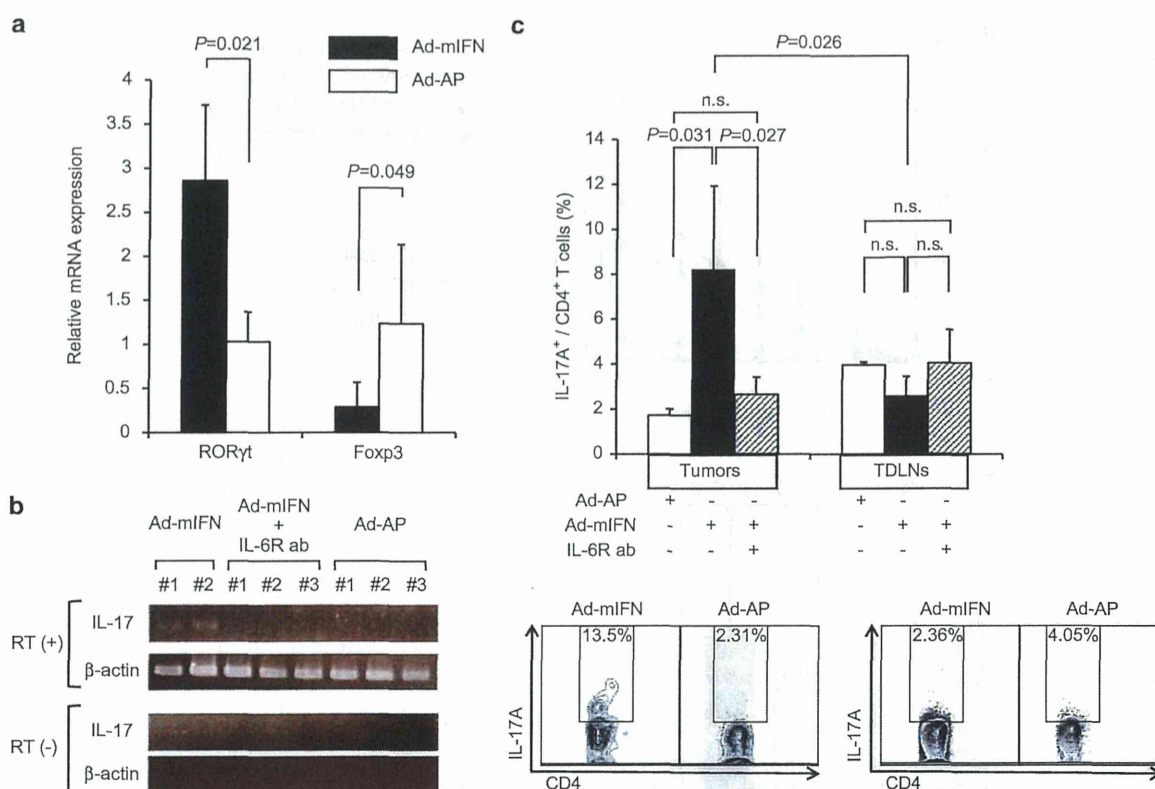 a
P=0.021
Ad-mIFN
Ad-AP
P=0.049
Relative mRNA expression
4
3.5
3
2.5
2
1.5
1
0.5
0
RORγt
Foxp3
b
Ad-mIFN
Ad-mIFN
+
IL-6R ab
Ad-AP
#1 #2 #1 #2 #3 #1 #2 #3
RT (+)
IL-17
β-actin
RT (-)
IL-17
β-actin
c
P=0.026
n.s.
P=0.031 P=0.027
n.s.
n.s. n.s.
IL-17A⁺ / CD4⁺ T cells (%)
14
12
10
8
6
4
2
0
Tumors
TDLNs
Ad-AP + - - + - -
Ad-mIFN - + + - + +
IL-6R ab - - + - - +
Ad-mIFN Ad-AP
13.5% 2.31%
IL-17A
CD4
Ad-mIFN Ad-AP
2.36% 4.05%
IL-17A
CD4